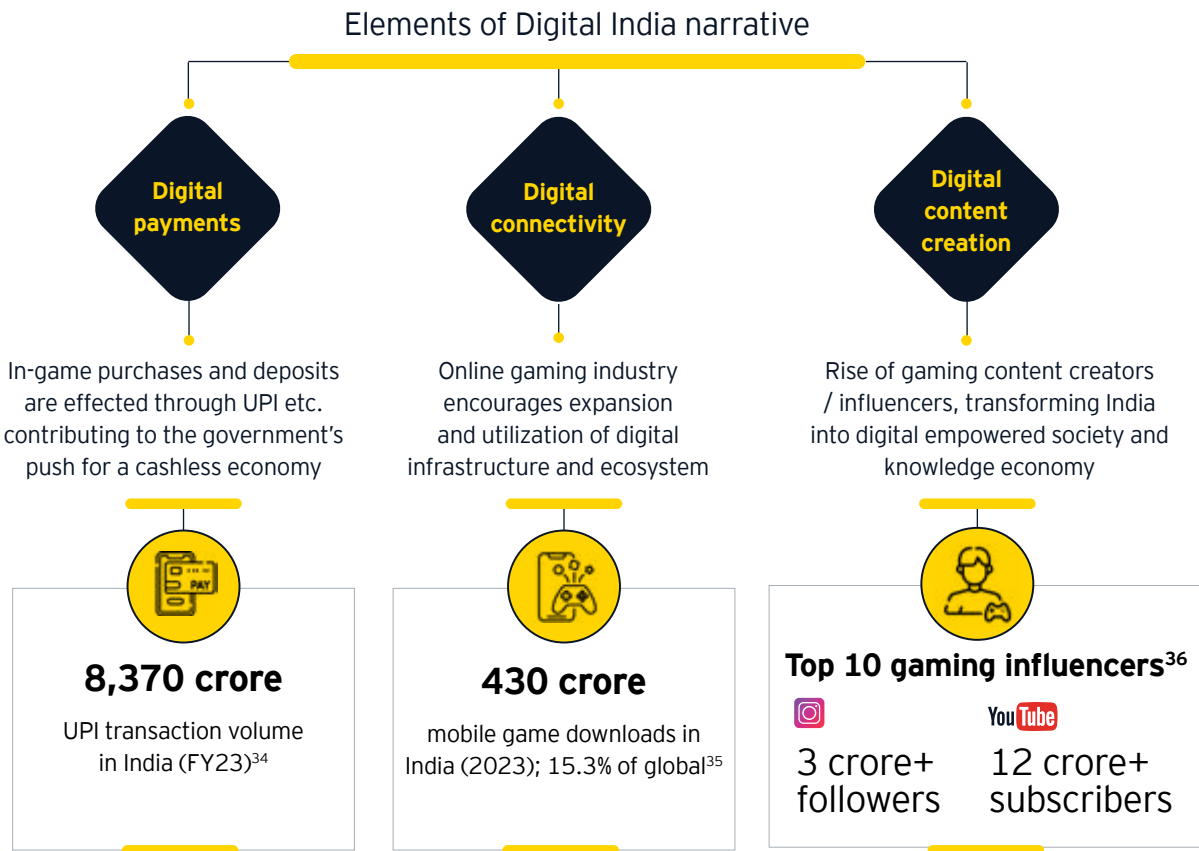 Elements of Digital India narrative
Digital
payments
In-game purchases and deposits
are effected through UPI etc.
contributing to the government's
push for a cashless economy
PAY
8,370 crore
UPI transaction volume
in India (FY23)34
Digital
connectivity
Online gaming industry
encourages expansion
and utilization of digital
infrastructure and ecosystem
430 crore
mobile game downloads in
India (2023); 15.3% of global35
Digital
content
creation
Rise of gaming content creators
/ influencers, transforming India
into digital empowered society and
knowledge economy
Top 10 gaming influencers36
3 crore+
followers
YouTube
12 crore+
subscribers